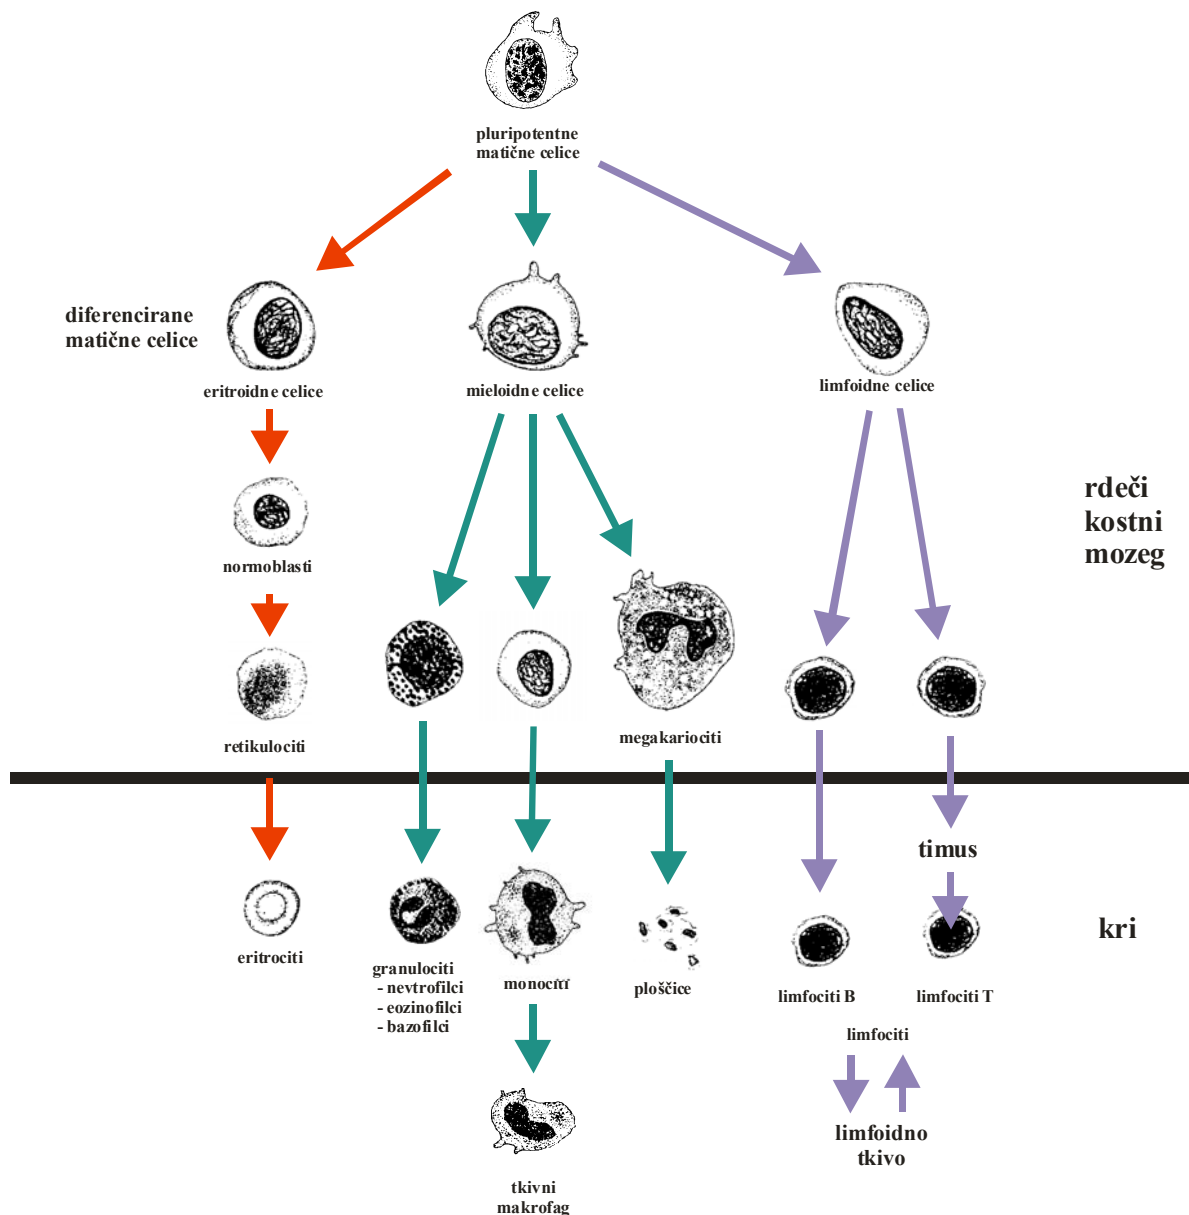 pluripotentne
matične celice
diferencirane
matične celice
eritroidne celice
mieloidne celice
limfoidne celice
rdeči
kostni
mozeg
normoblasti
retikulociti
megakariociti
timus
kri
eritrociti
granulociti
- nevtrofilci
- eozinofilci
- bazofilci
monociti
ploščice
limfociti B
limfociti T
limfociti
limfoidno
tkivo
tkivni
makrofag